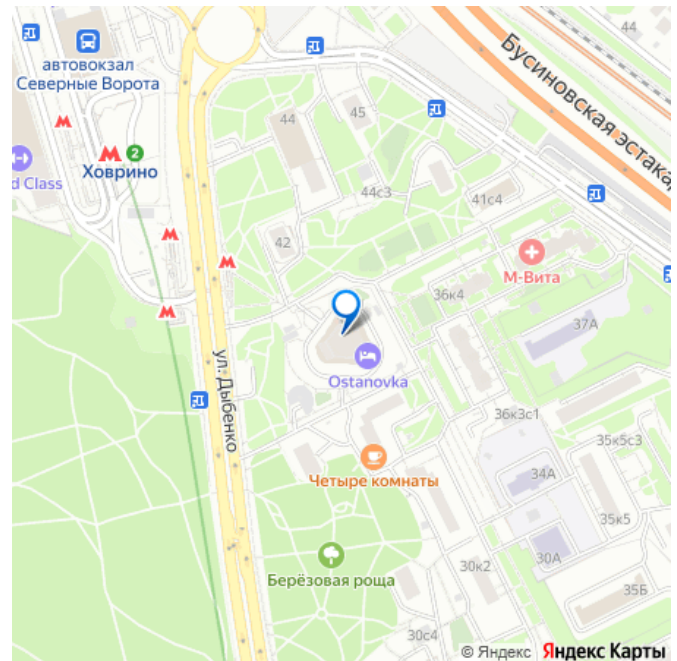 44
автовокзал
Северные Ворота
Бусиновская эстака
45
44
2
Ховрино
d Class
44с3
41с4
42
М-Вита
36к4
37А
ул. Дыбенко
Ostanovka
36к3с1
35к5с3
Четыре комнаты
34А
35к5
Берёзовая роща
30к2
30А
35Б
30с4
© Яндекс Яндекс Карты